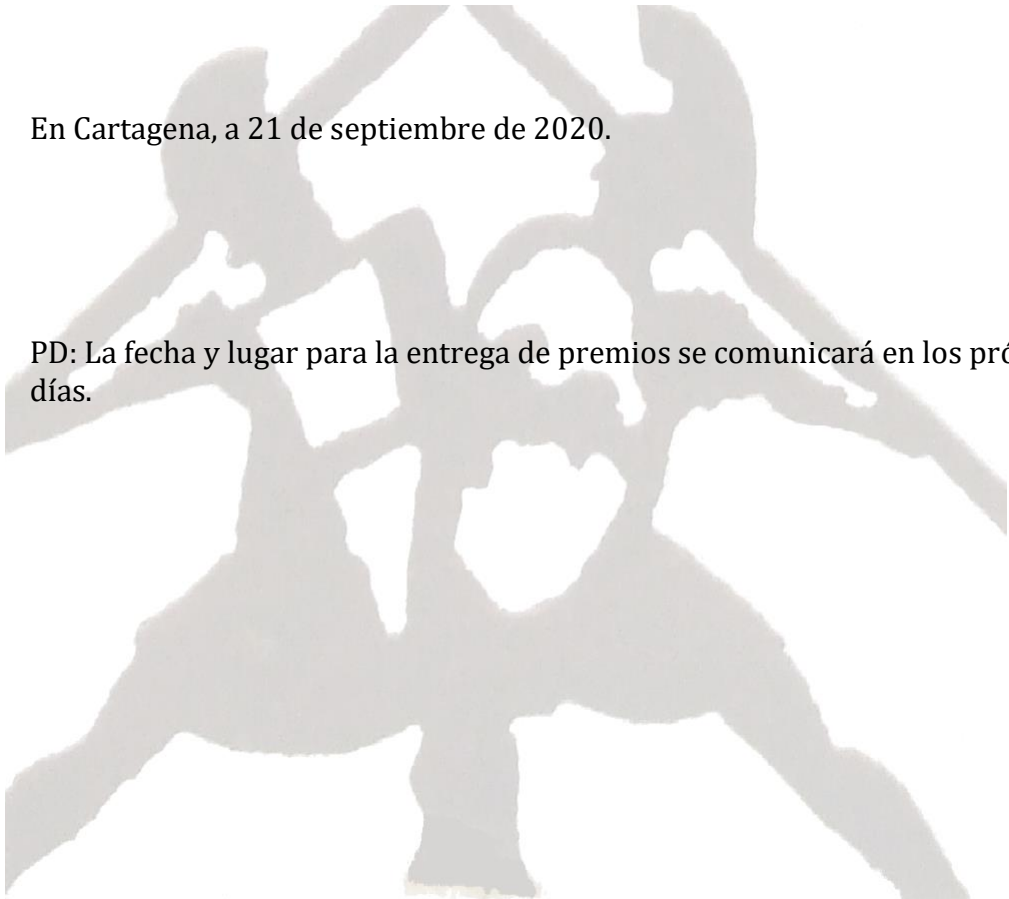 En Cartagena, a 21 de septiembre de 2020.
PD: La fecha y lugar para la entrega de premios se comunicará en los pró
días.